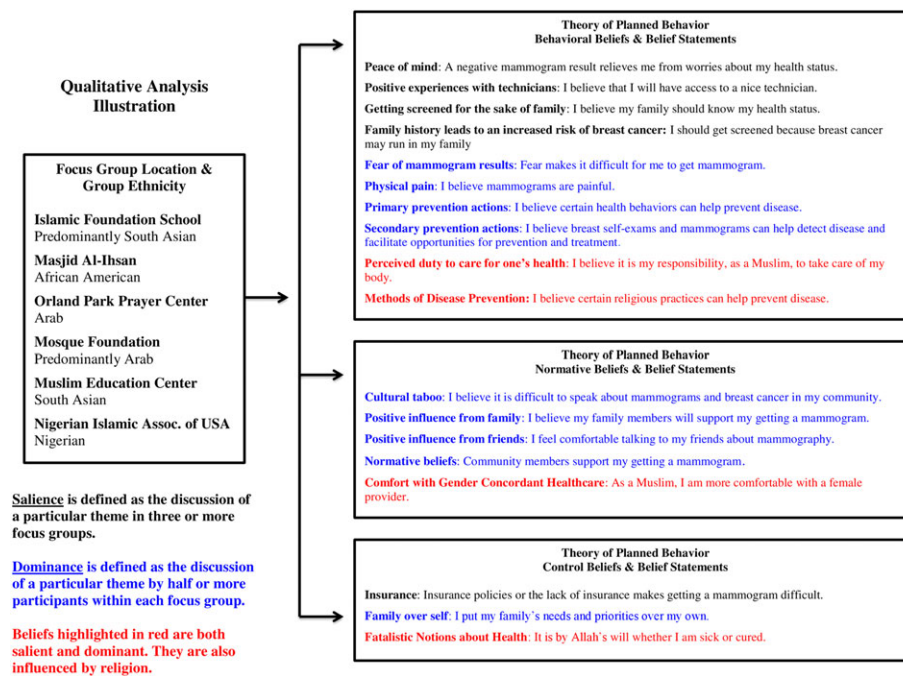 Qualitative Analysis
Illustration
Focus Group Location &
Group Ethnicity
Islamic Foundation School
Predominantly South Asian
Masjid Al-Ihsan
African American
Orland Park Prayer Center
Arab
Mosque Foundation
Predominantly Arab
Muslim Education Center
South Asian
Nigerian Islamic Assoc. of USA
Nigerian
Salience is defined as the discussion of
a particular theme in three or more
focus groups.
Dominance is defined as the discussion
of a particular theme by half or more
participants within each focus group.
Beliefs highlighted in red are both
salient and dominant. They are also
influenced by religion.
Theory of Planned Behavior
Behavioral Beliefs & Belief Statements
Peace of mind: A negative mammogram result relieves me from worries about my health status.
Positive experiences with technicians: I believe that I will have access to a nice technician.
Getting screened for the sake of family: I believe my family should know my health status.
Family history leads to an increased risk of breast cancer: I should get screened because breast cancer
may run in my family
Fear of mammogram results: Fear makes it difficult for me to get mammogram.
Physical pain: I believe mammograms are painful.
Primary prevention actions: I believe certain health behaviors can help prevent disease.
Secondary prevention actions: I believe breast self-exams and mammograms can help detect disease and
facilitate opportunities for prevention and treatment.
Perceived duty to care for one's health: I believe it is my responsibility, as a Muslim, to take care of my
body.
Methods of Disease Prevention: I believe certain religious practices can help prevent disease.
Theory of Planned Behavior
Normative Beliefs & Belief Statements
Cultural taboo: I believe it is difficult to speak about mammograms and breast cancer in my community.
Positive influence from family: I believe my family members will support my getting a mammogram.
Positive influence from friends: I feel comfortable talking to my friends about mammography.
Normative beliefs: Community members support my getting a mammogram.
Comfort with Gender Concordant Healthcare: As a Muslim, I am more comfortable with a female
provider.
Theory of Planned Behavior
Control Beliefs & Belief Statements
Insurance: Insurance policies or the lack of insurance makes getting a mammogram difficult.
Family over self: I put my family's needs and priorities over my own.
Fatalistic Notions about Health: It is by Allah's will whether I am sick or cured.